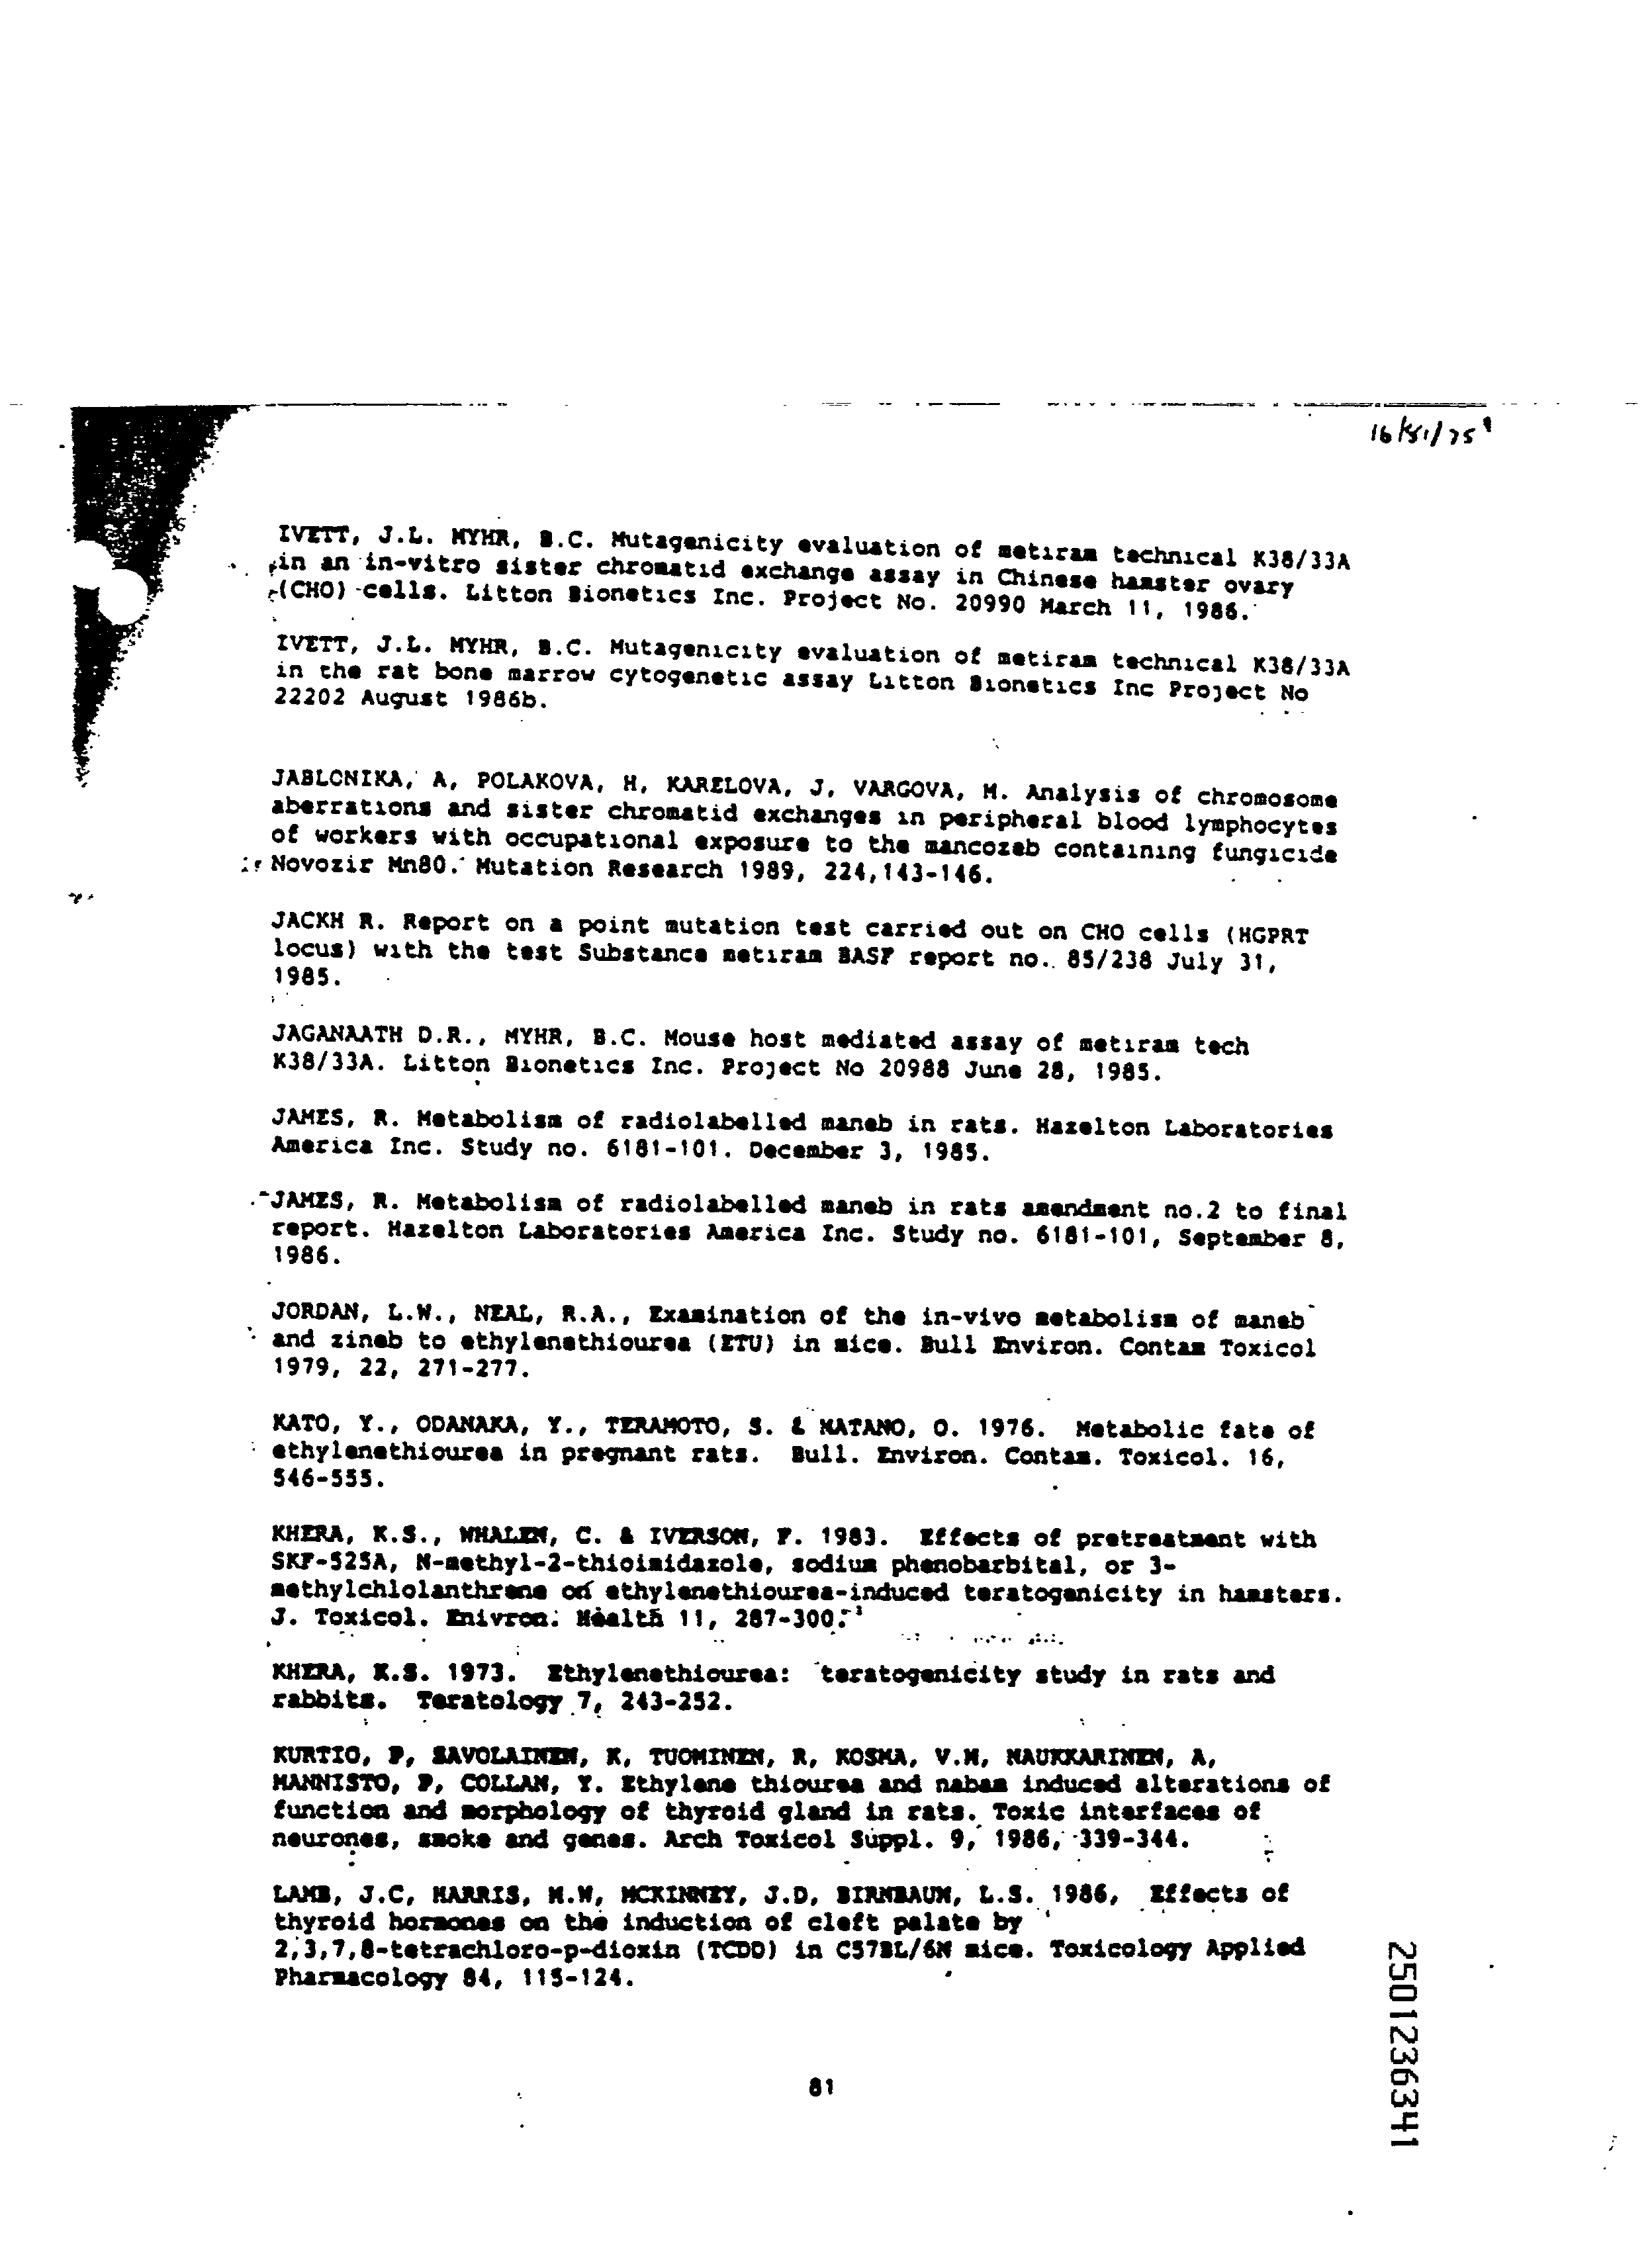 IVETT, J.L. MYHR, B.C. Mutagenicity evaluation of metiram technical K38/33A
in an in-vitro sister chromatid exchange assay in Chinese hamster ovary
(CHO) cells. Litton Bionetics Inc. Project No. 20990 March 11, 1986.
IVETT, J.L. MYHR, B.C. Mutagenicity evaluation of metiram technical K38/33A
in the rat bone marrow cytogenetic assay Litton Bionetics Inc Project No
22202 August 1986b.
JABLONIKA, A, POLAKOVA, H, KARELOVA, J, VARGOVA, M. Analysis of chromosome
aberrations and sister chromatid exchanges in peripheral blood lymphocytes
of workers with occupational exposure to the mancozeb containing fungicide
Novozir Mn80. Mutation Research 1989, 224,143-146.
JACKH R. Report on a point mutation test carried out on CHO cells (HGPRT
locus) with the test Substance metiram BASF report no. 85/238 July 31,
1985.
JAGANAATH D.R., MYHR, B.C. Mouse host mediated assay of metiram tech
K38/33A. Litton Bionetics Inc. Project No 20988 June 28, 1985.
JAMES, R. Metabolism of radiolabelled maneb in rats. Hazelton Laboratories
America Inc. Study no. 6181-101. December 3, 1985.
JAMES, R. Metabolism of radiolabelled maneb in rats amendment no.2 to final
report. Hazelton Laboratories America Inc. Study no. 6181-101, September 8,
1986.
JORDAN, L.W., NEAL, R.A., Examination of the in-vivo metabolism of maneb
and zineb to ethylenethiourea (ETU) in mice. Bull Environ. Contam Toxicol
1979, 22, 271-277.
KATO, Y., ODANAKA, Y., TERAMOTO, S. & MATANO, O. 1976. Metabolic fate of
ethylenethiourea in pregnant rats. Bull. Environ. Contam. Toxicol. 16,
546-555.
KHERA, K.S., WHALEN, C. & IVERSON, F. 1983. Effects of pretreatment with
SKF-525A, N-methyl-2-thioimidazole, sodium phenobarbital, or 3-
methylchlolanthrene on ethylenethiourea-induced teratogenicity in hamsters.
J. Toxicol. Enivron. Health 11, 287-300.
KHERA, K.S. 1973. Ethylenethiourea: teratogenicity study in rats and
rabbits. Teratology 7, 243-252.
KURTIO, P, SAVOLAINEN, K, TUOMINEN, R, KOSMA, V.M, NAUKKARINEN, A,
MANNISTO, P, COLLAN, Y. Ethylene thiourea and nabam induced alterations of
function and morphology of thyroid gland in rats. Toxic interfaces of
neurones, smoke and genes. Arch Toxicol Suppl. 9, 1986, 339-344.
LAMB, J.C, HARRIS, M.W, MCKINNEY, J.D, BIRNBAUM, L.S. 1986, Effects of
thyroid hormones on the induction of cleft palate by
2,3,7,8-tetrachloro-p-dioxin (TCDD) in C57BL/6N mice. Toxicology Applied
Pharmacology 84, 115-124.
81
2501236341